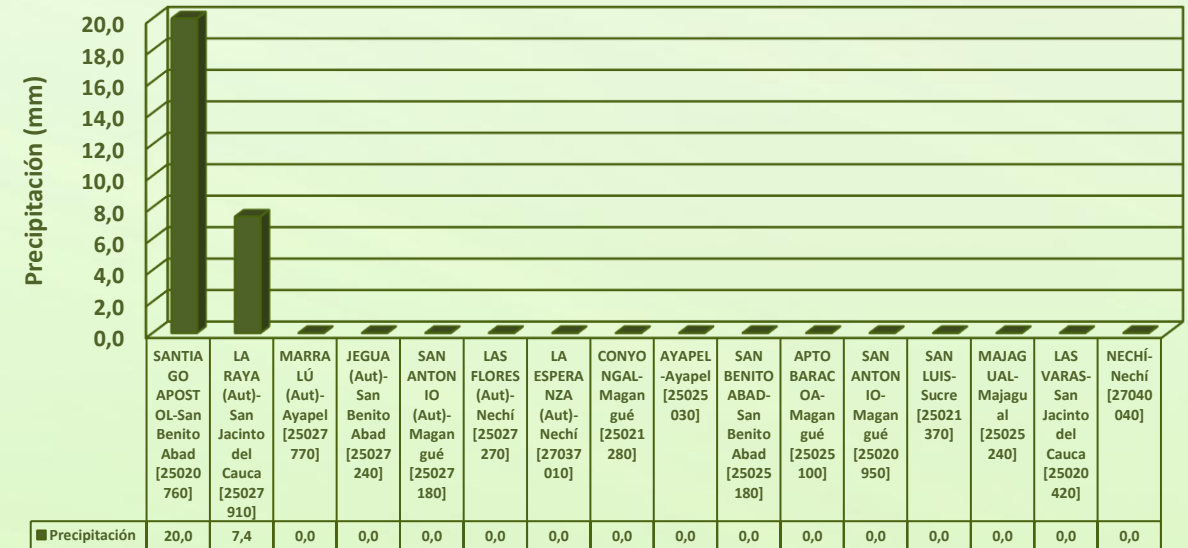 Precipitación (mm)
20,0
18,0
16,0
14,0
12,0
10,0
8,0
6,0
4,0
2,0
0,0
SANTIA
GO
APOST
OL-San
Benito
Abad
[25020
760]
LA
RAYA
(Aut)-
San
Jacinto
del
Cauca
[25027
910]
MARRA
LÚ
(Aut)-
Ayapel
[25027
770]
JEGUA
(Aut)-
San
Benito
Abad
[25027
240]
SAN
ANTON
IO
(Aut)-
Magan
gué
[25027
180]
LAS
FLORES
(Aut)-
Nechí
[25027
270]
LA
ESPERA
NZA
(Aut)-
Nechí
[27037
010]
CONYO
NGAL-
Magan
gué
[25021
280]
AYAPEL
-Ayapel
[25025
030]
SAN
BENITO
ABAD-
San
Benito
Abad
[25025
180]
APTO
BARAC
OA-
Magan
gué
[25025
100]
SAN
ANTON
IO-
Magan
gué
[25020
950]
SAN
LUIS-
Sucre
[25021
370]
MAJAG
UAL-
Majagu
al
[25025
240]
LAS
VARAS-
San
Jacinto
del
Cauca
[25020
420]
NECHÍ-
Nechí
[27040
040]
Precipitación 20,0 7,4 0,0 0,0 0,0 0,0 0,0 0,0 0,0 0,0 0,0 0,0 0,0 0,0 0,0 0,0